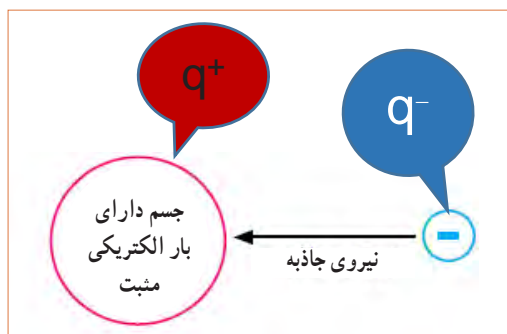 q⁺
q⁻
جسم دارای
بار الکتریکی
مثبت
نیروی جاذبه
−